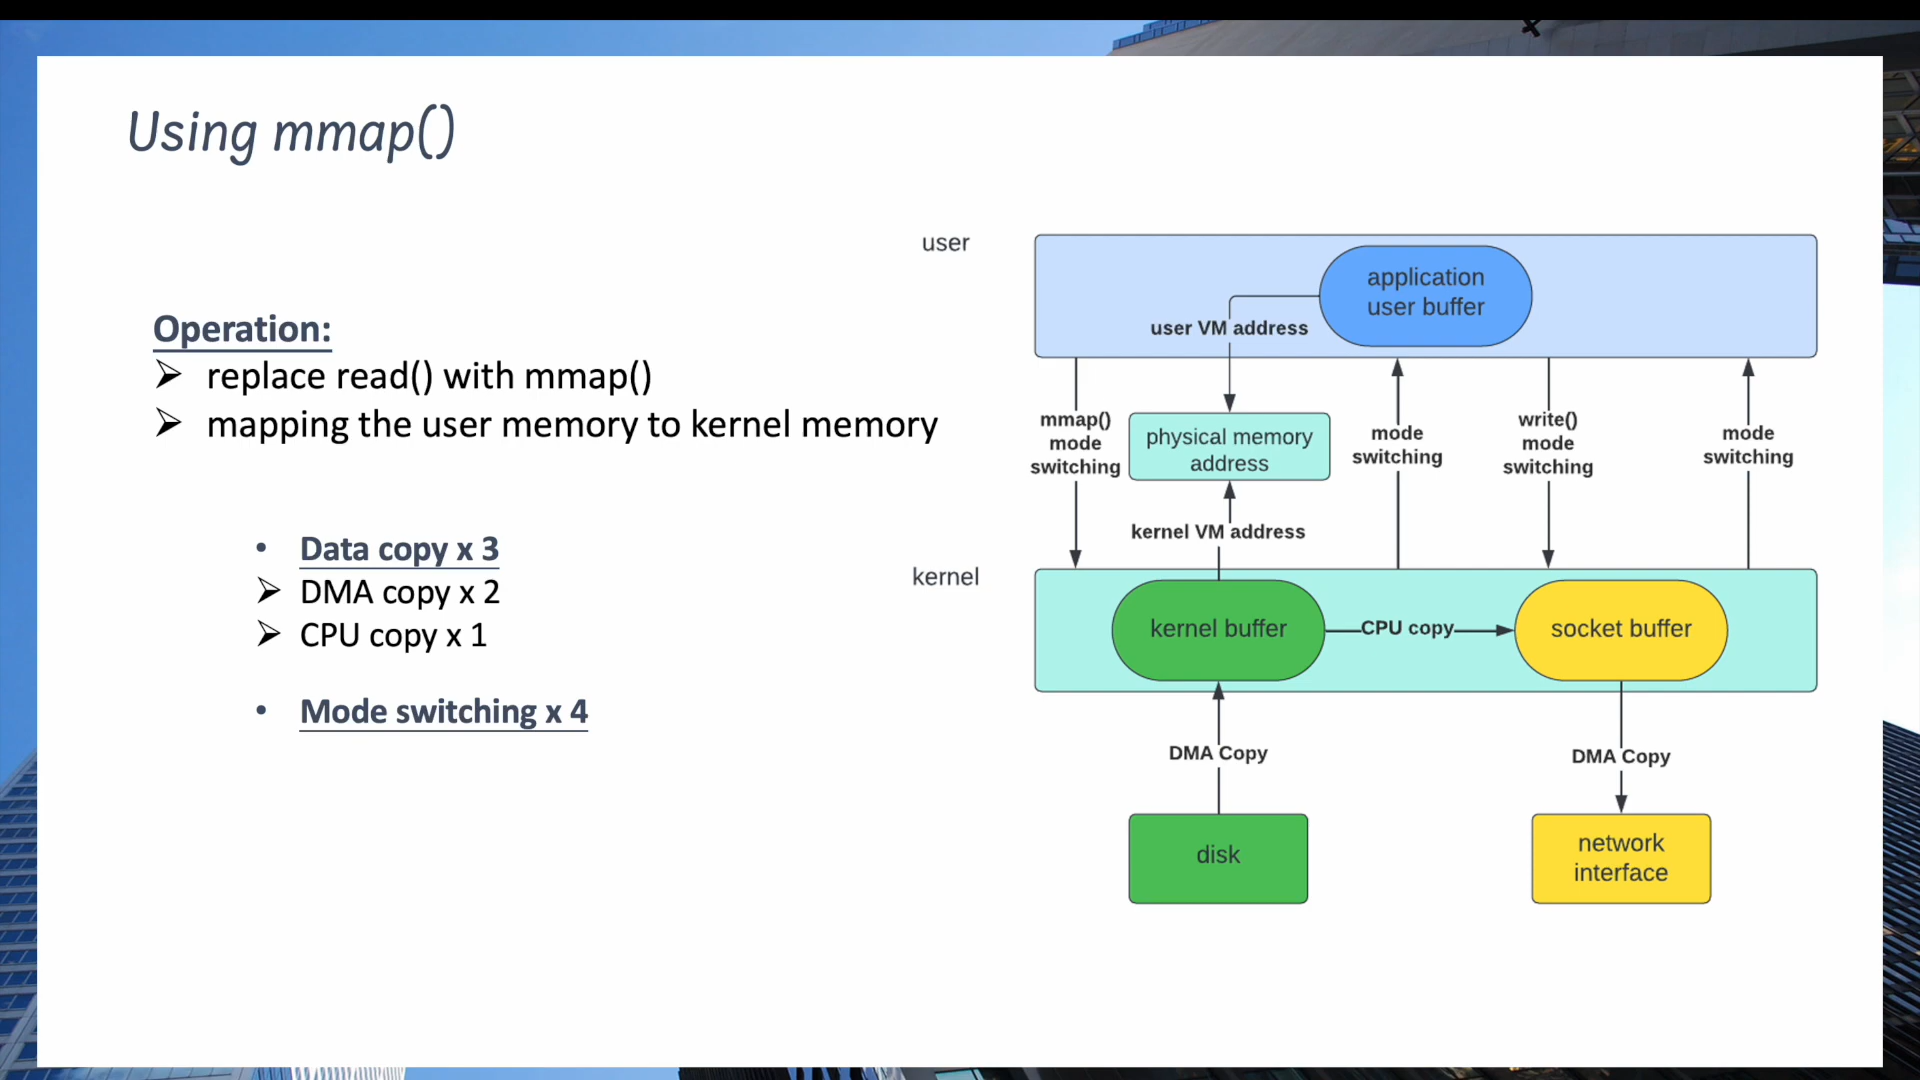 Using mmap()
Operation:
replace read() with mmap()
mapping the user memory to kernel memory
Data copy x 3
DMA copy x 2
CPU copy x 1
Mode switching x 4
user
application
user buffer
user VM address
mmap()
mode
switching
physical memory
address
mode
switching
write()
mode
switching
mode
switching
kernel VM address
kernel
kernel buffer
CPU copy
socket buffer
DMA Copy
DMA Copy
disk
network
interface